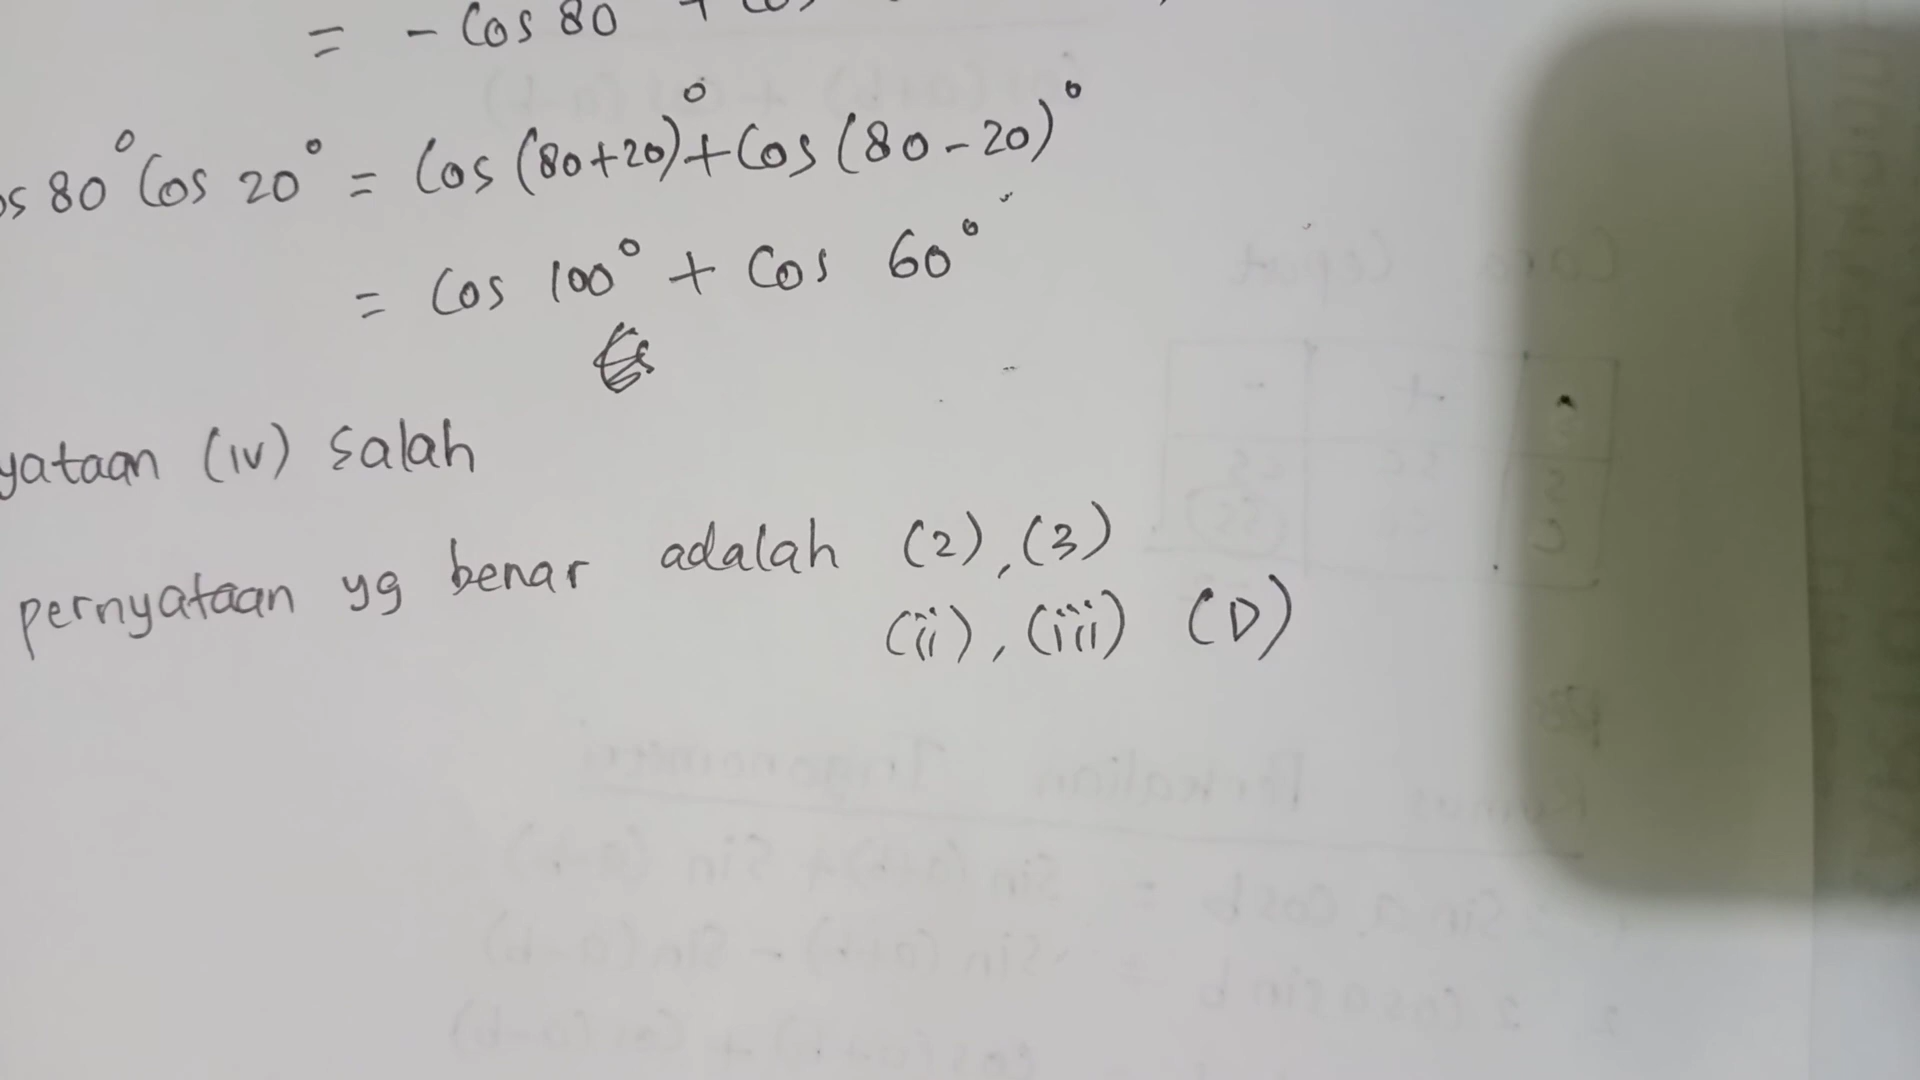 = - Cos 80 +
os 80° Cos 20° = Cos (80+20)° + Cos (80-20)°
= Cos 100° + Cos 60°
yataan (iv) salah
pernyataan yg benar adalah (2), (3)
(ii), (iii) (D)